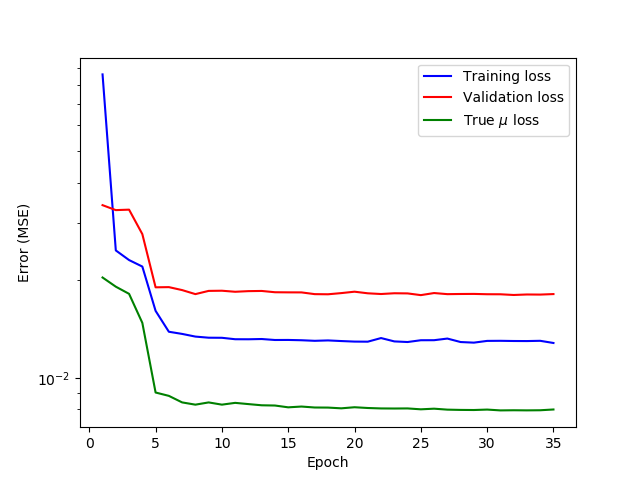 Training loss
Validation loss
True μ loss
Error (MSE)
10⁻²
0 5 10 15 20 25 30 35
Epoch